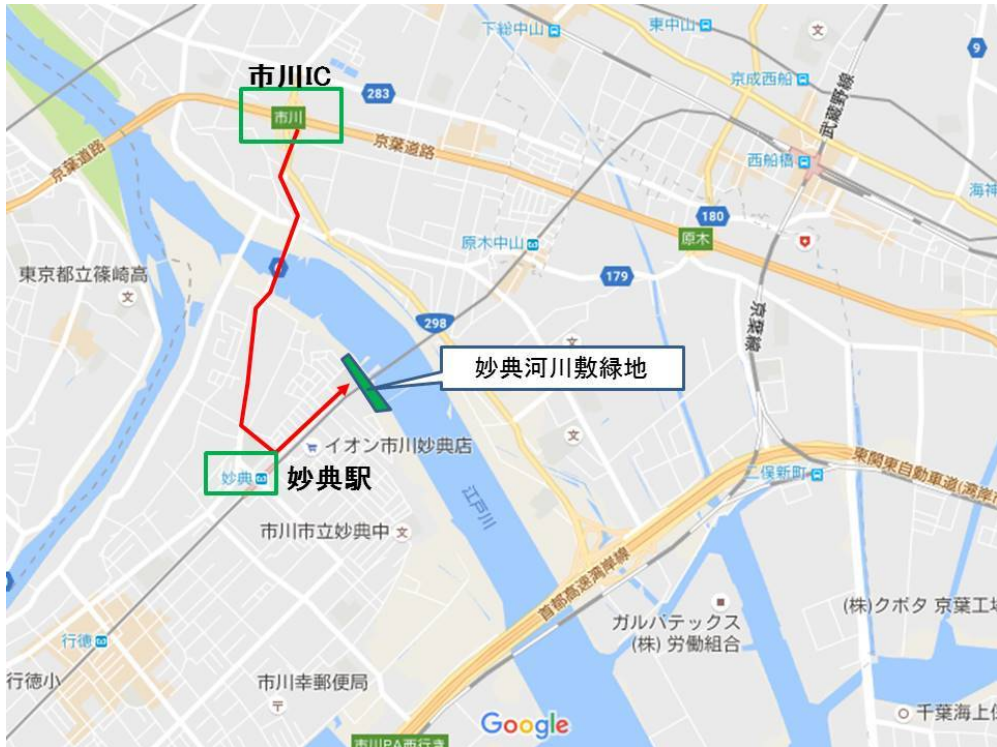 下総中山
東中山
9
市川IC
283
京成西船
市川
武蔵野線
京葉道路
京葉道路
西船橋
海神
180
原木中山
原木
東京都立篠崎高
179
京葉線
298
妙典河川敷緑地
イオン市川妙典店
妙典
妙典駅
二俣新町
東関東自動車道(湾岸
江戸川
市川市立妙典中
首都高速湾岸線
ガルバテックス
(株) 労働組合
(株)クボタ 京葉工場
行徳
行徳小
市川幸郵便局
千葉海上保
Google
市川PA西行き